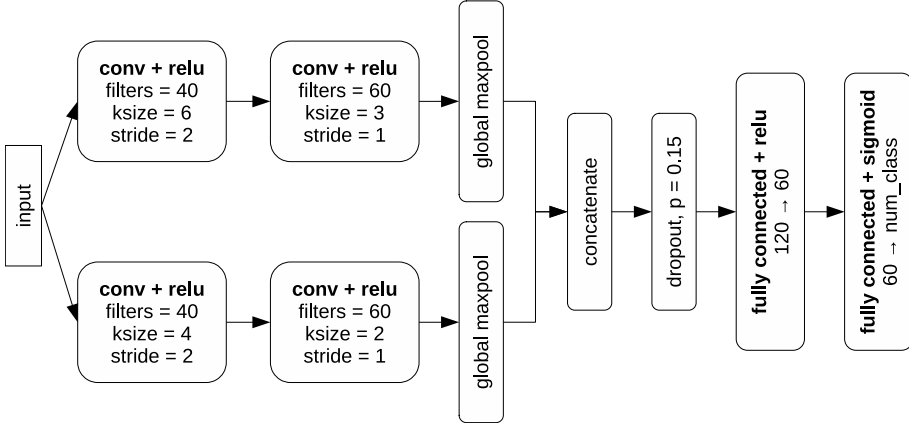 input
conv + relu
filters = 40
ksize = 6
stride = 2
conv + relu
filters = 60
ksize = 3
stride = 1
global maxpool
conv + relu
filters = 40
ksize = 4
stride = 2
conv + relu
filters = 60
ksize = 2
stride = 1
global maxpool
concatenate
dropout, p = 0.15
fully connected + relu
120 → 60
fully connected + sigmoid
60 → num_class